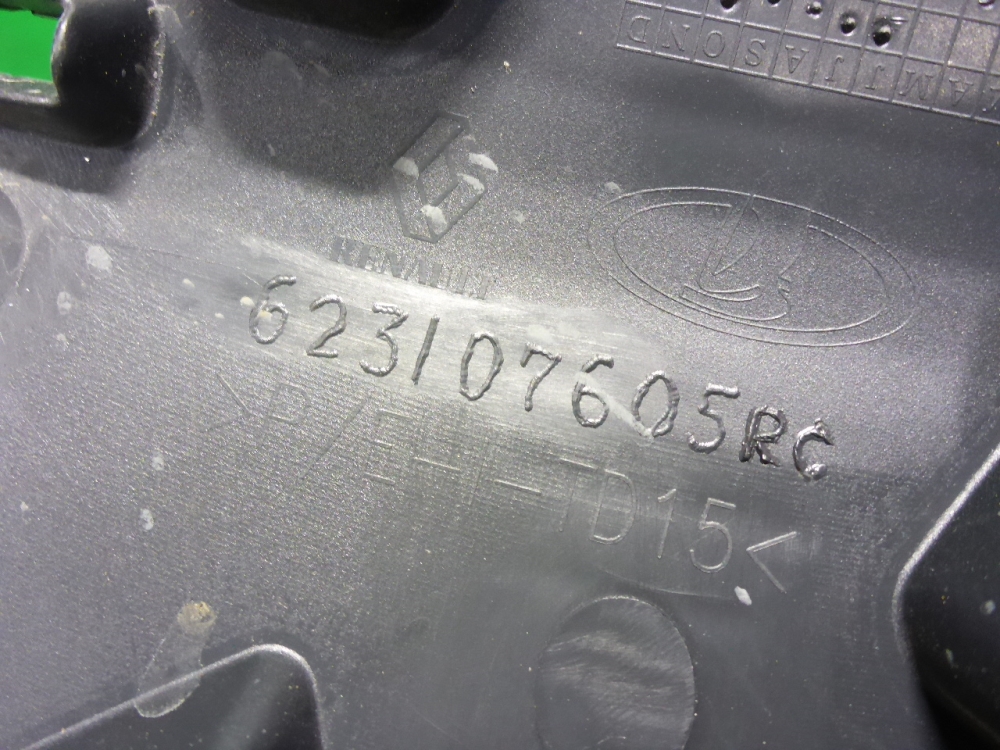 M A M J J A S O N D
RENAULT
623107605RC
TD15<